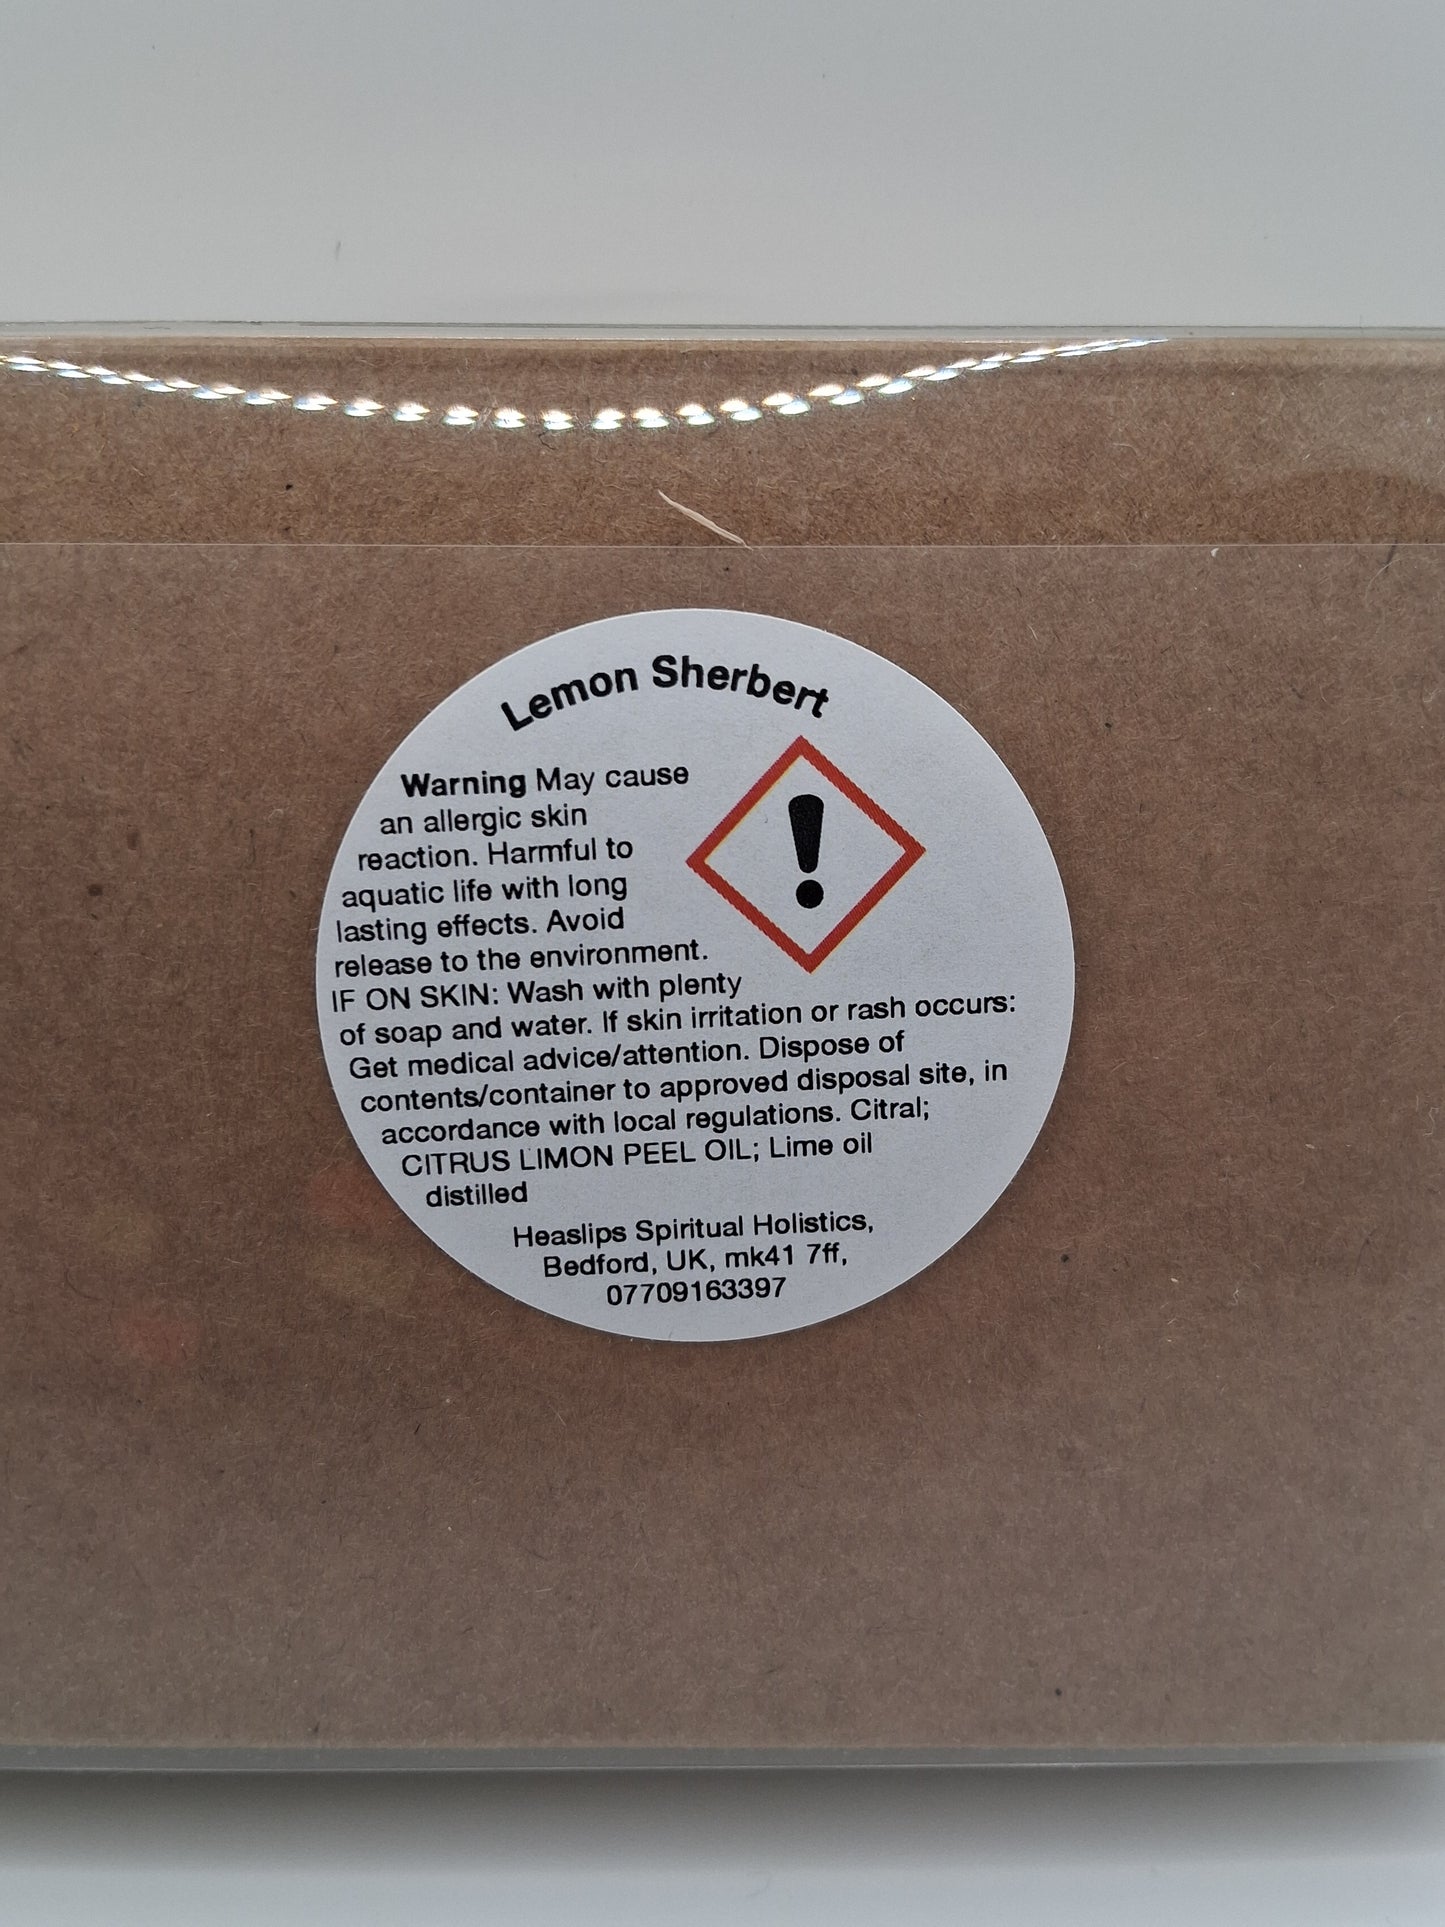 Lemon Sherbert
Warning May cause
an allergic skin
reaction. Harmful to
aquatic life with long
lasting effects. Avoid
release to the environment.
IF ON SKIN: Wash with plenty
of soap and water. If skin irritation or rash occurs:
Get medical advice/attention. Dispose of
contents/container to approved disposal site, in
accordance with local regulations. Citral;
CITRUS LIMON PEEL OIL; Lime oil
distilled
Heaslips Spiritual Holistics,
Bedford, UK, mk41 7ff,
07709163397